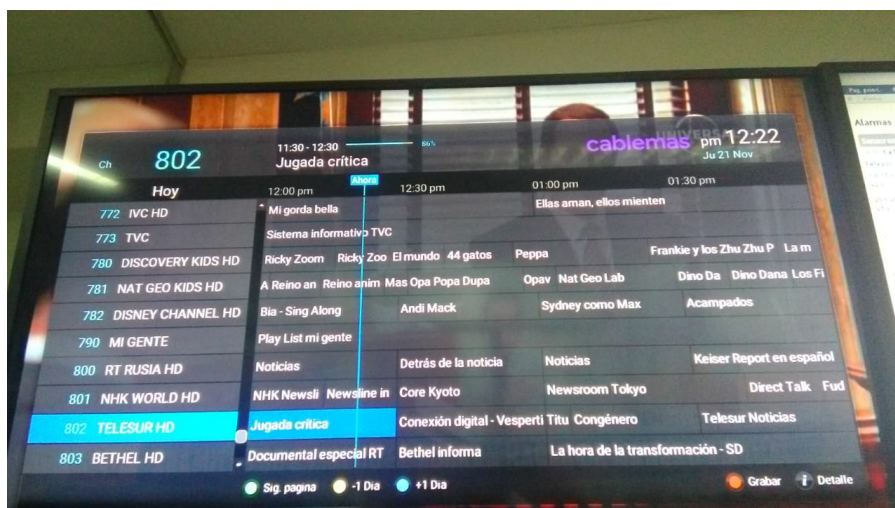 Alarmas
Ch 802
11:30 - 12:30 86%
Jugada crítica
cablemas
UNIVERSA
pm 12:22
Ju 21 Nov
Hoy 12:00 pm Ahora 12:30 pm 01:00 pm 01:30 pm
772 IVC HD Mi gorda bella Ellas aman, ellos mienten
773 TVC Sistema informativo TVC
780 DISCOVERY KIDS HD Ricky Zoom Ricky Zoo El mundo 44 gatos Peppa Frankie y los Zhu Zhu P La m
781 NAT GEO KIDS HD A Reino an Reino anim Mas Opa Popa Dupa Opav Nat Geo Lab Dino Da Dino Dana Los Fi
782 DISNEY CHANNEL HD Bia - Sing Along Andi Mack Sydney como Max Acampados
790 MI GENTE Play List mi gente
800 RT RUSIA HD Noticias Detrás de la noticia Noticias Keiser Report en español
801 NHK WORLD HD NHK Newsli Newsline in Core Kyoto Newsroom Tokyo Direct Talk Fud
802 TELESUR HD Jugada crítica Conexión digital - Vesperti Titu Congénero Telesur Noticias
803 BETHEL HD Documental especial RT Bethel informa La hora de la transformación - SD
Sig. pagina -1 Dia +1 Dia Grabar i Detalle